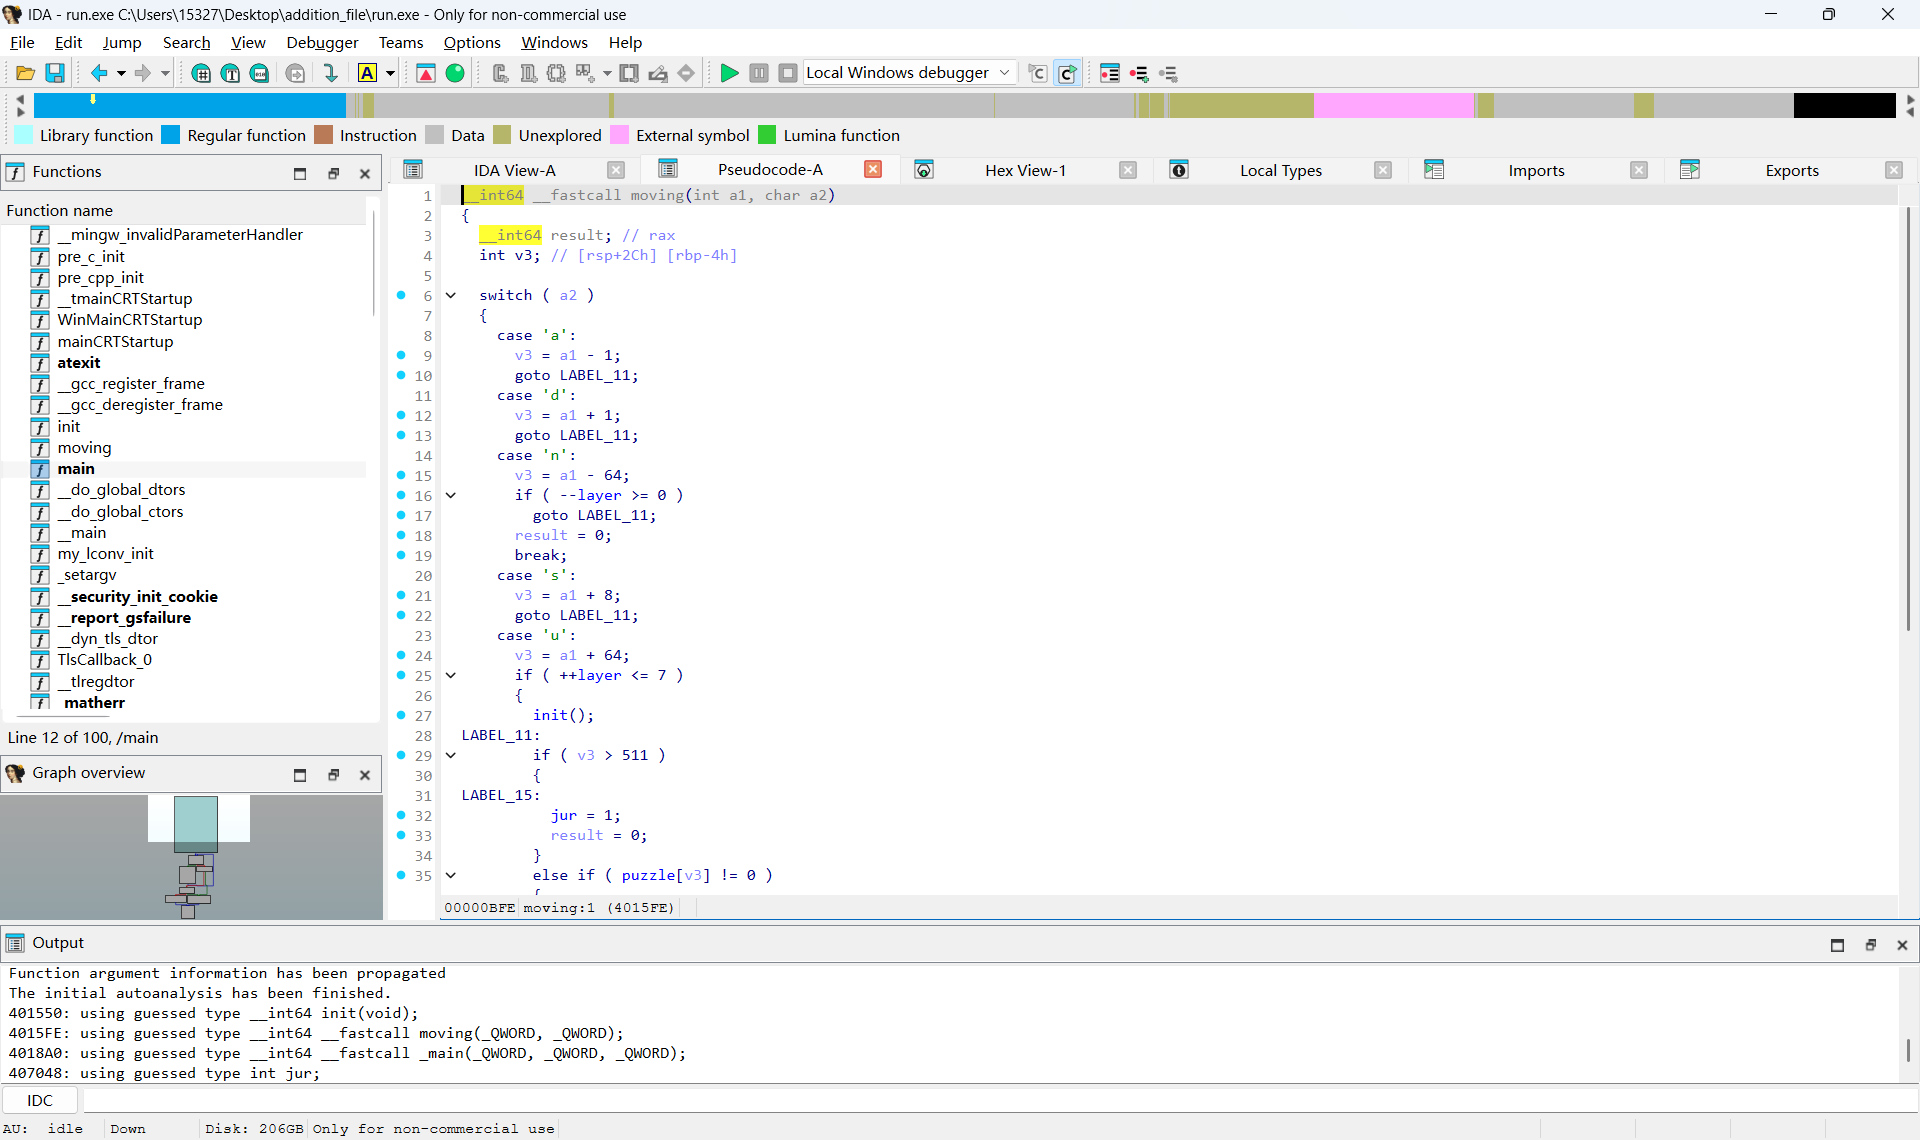 IDA - run.exe C:\Users\15327\Desktop\addition_file\run.exe - Only for non-commercial use
File Edit Jump Search View Debugger Teams Options Windows Help
Local Windows debugger
Library function Regular function Instruction Data Unexplored External symbol Lumina function
Functions
IDA View-A Pseudocode-A Hex View-1 Local Types Imports Exports
Function name
__mingw_invalidParameterHandler
pre_c_init
pre_cpp_init
__tmainCRTStartup
WinMainCRTStartup
mainCRTStartup
atexit
__gcc_register_frame
__gcc_deregister_frame
init
moving
main
__do_global_dtors
__do_global_ctors
__main
my_lconv_init
_setargv
__security_init_cookie
__report_gsfailure
__dyn_tls_dtor
TlsCallback_0
__tlregdtor
_matherr
Line 12 of 100, /main
Graph overview
1 __int64 __fastcall moving(int a1, char a2)
2 {
3 __int64 result; // rax
4 int v3; // [rsp+2Ch] [rbp-4h]
5
6 switch ( a2 )
7 {
8 case 'a':
9 v3 = a1 - 1;
10 goto LABEL_11;
11 case 'd':
12 v3 = a1 + 1;
13 goto LABEL_11;
14 case 'n':
15 v3 = a1 - 64;
16 if ( --layer >= 0 )
17 goto LABEL_11;
18 result = 0;
19 break;
20 case 's':
21 v3 = a1 + 8;
22 goto LABEL_11;
23 case 'u':
24 v3 = a1 + 64;
25 if ( ++layer <= 7 )
26 {
27 init();
28 LABEL_11:
29 if ( v3 > 511 )
30 {
31 LABEL_15:
32 jur = 1;
33 result = 0;
34 }
35 else if ( puzzle[v3] != 0 )
{
00000BFE moving:1 (4015FE)
Output
Function argument information has been propagated
The initial autoanalysis has been finished.
401550: using guessed type __int64 init(void);
4015FE: using guessed type __int64 __fastcall moving(_QWORD, _QWORD);
4018A0: using guessed type __int64 __fastcall _main(_QWORD, _QWORD, _QWORD);
407048: using guessed type int jur;
IDC
AU: idle Down Disk: 206GB Only for non-commercial use